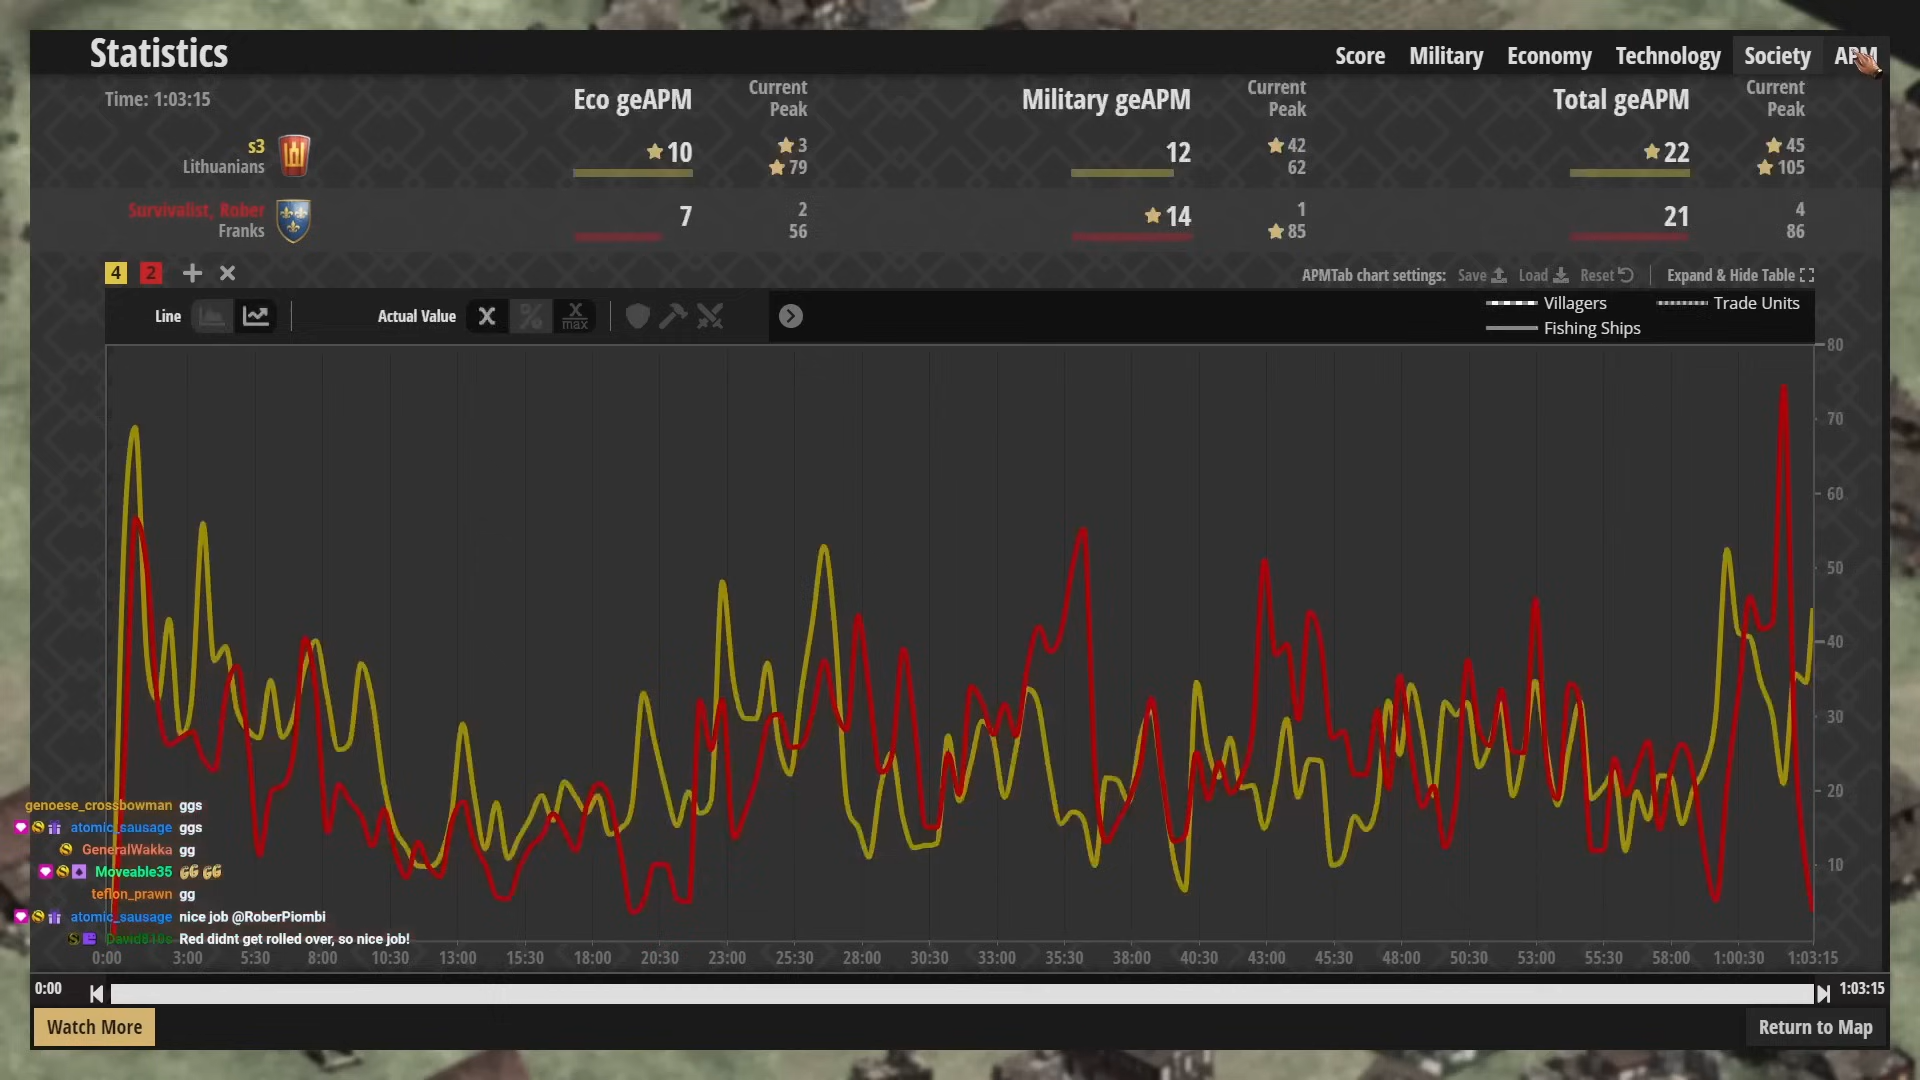 Statistics
Score Military Economy Technology Society APM
Time: 1:03:15
Eco geAPM Current Peak Military geAPM Current Peak Total geAPM Current Peak
s3 Lithuanians 10 3 79 12 42 62 22 45 105
Survivalist, Rober Franks 7 2 56 14 1 85 21 4 86
4 2 APMTab chart settings: Save Load Reset Expand & Hide Table
Line Actual Value X % X max
Villagers Trade Units
Fishing Ships
80
70
60
50
40
30
20
10
genoese_crossbowman ggs
atomic_sausage ggs
GeneralWakka gg
Moveable35 GG GG
teflon_prawn gg
atomic_sausage nice job @RoberPiombi
David810s Red didnt get rolled over, so nice job!
0:00 3:00 5:30 8:00 10:30 13:00 15:30 18:00 20:30 23:00 25:30 28:00 30:30 33:00 35:30 38:00 40:30 43:00 45:30 48:00 50:30 53:00 55:30 58:00 1:00:30 1:03:15
0:00 1:03:15
Watch More Return to Map